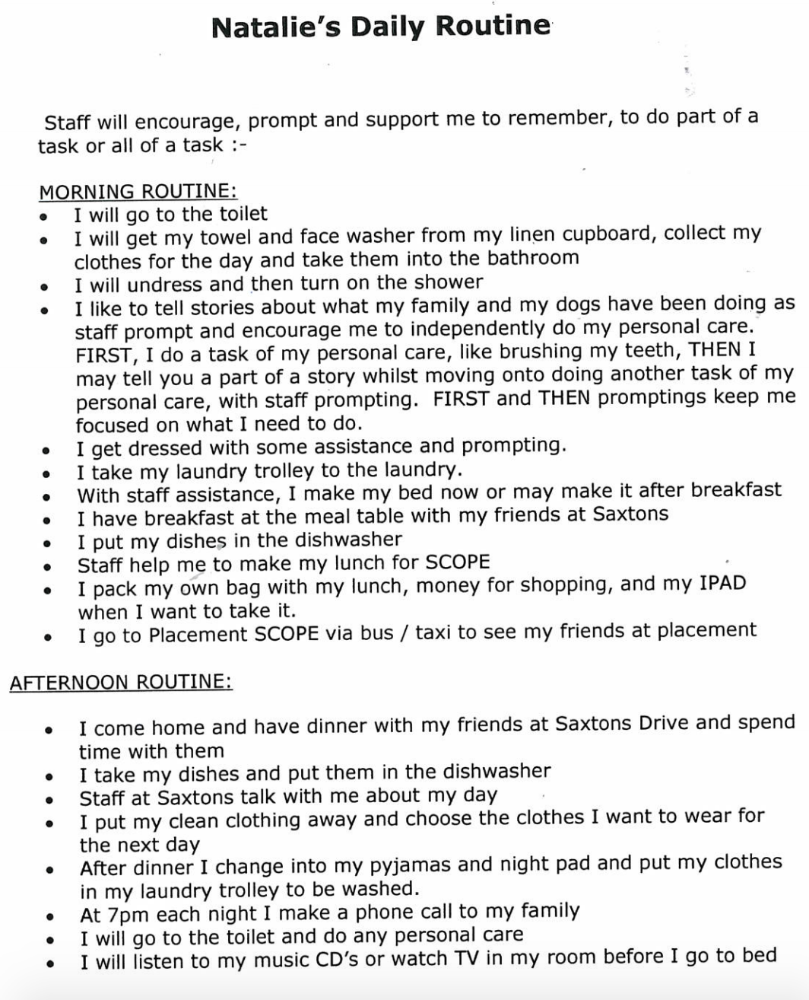 Natalie's Daily Routine
Staff will encourage, prompt and support me to remember, to do part of a
task or all of a task :-
MORNING ROUTINE:
• I will go to the toilet
• I will get my towel and face washer from my linen cupboard, collect my
clothes for the day and take them into the bathroom
• I will undress and then turn on the shower
• I like to tell stories about what my family and my dogs have been doing as
staff prompt and encourage me to independently do my personal care.
FIRST, I do a task of my personal care, like brushing my teeth, THEN I
may tell you a part of a story whilst moving onto doing another task of my
personal care, with staff prompting. FIRST and THEN promptings keep me
focused on what I need to do.
• I get dressed with some assistance and prompting.
• I take my laundry trolley to the laundry.
• With staff assistance, I make my bed now or may make it after breakfast
• I have breakfast at the meal table with my friends at Saxtons
• I put my dishes in the dishwasher
• Staff help me to make my lunch for SCOPE
• I pack my own bag with my lunch, money for shopping, and my IPAD
when I want to take it.
• I go to Placement SCOPE via bus / taxi to see my friends at placement
AFTERNOON ROUTINE:
• I come home and have dinner with my friends at Saxtons Drive and spend
time with them
• I take my dishes and put them in the dishwasher
• Staff at Saxtons talk with me about my day
• I put my clean clothing away and choose the clothes I want to wear for
the next day
• After dinner I change into my pyjamas and night pad and put my clothes
in my laundry trolley to be washed.
• At 7pm each night I make a phone call to my family
• I will go to the toilet and do any personal care
• I will listen to my music CD's or watch TV in my room before I go to bed